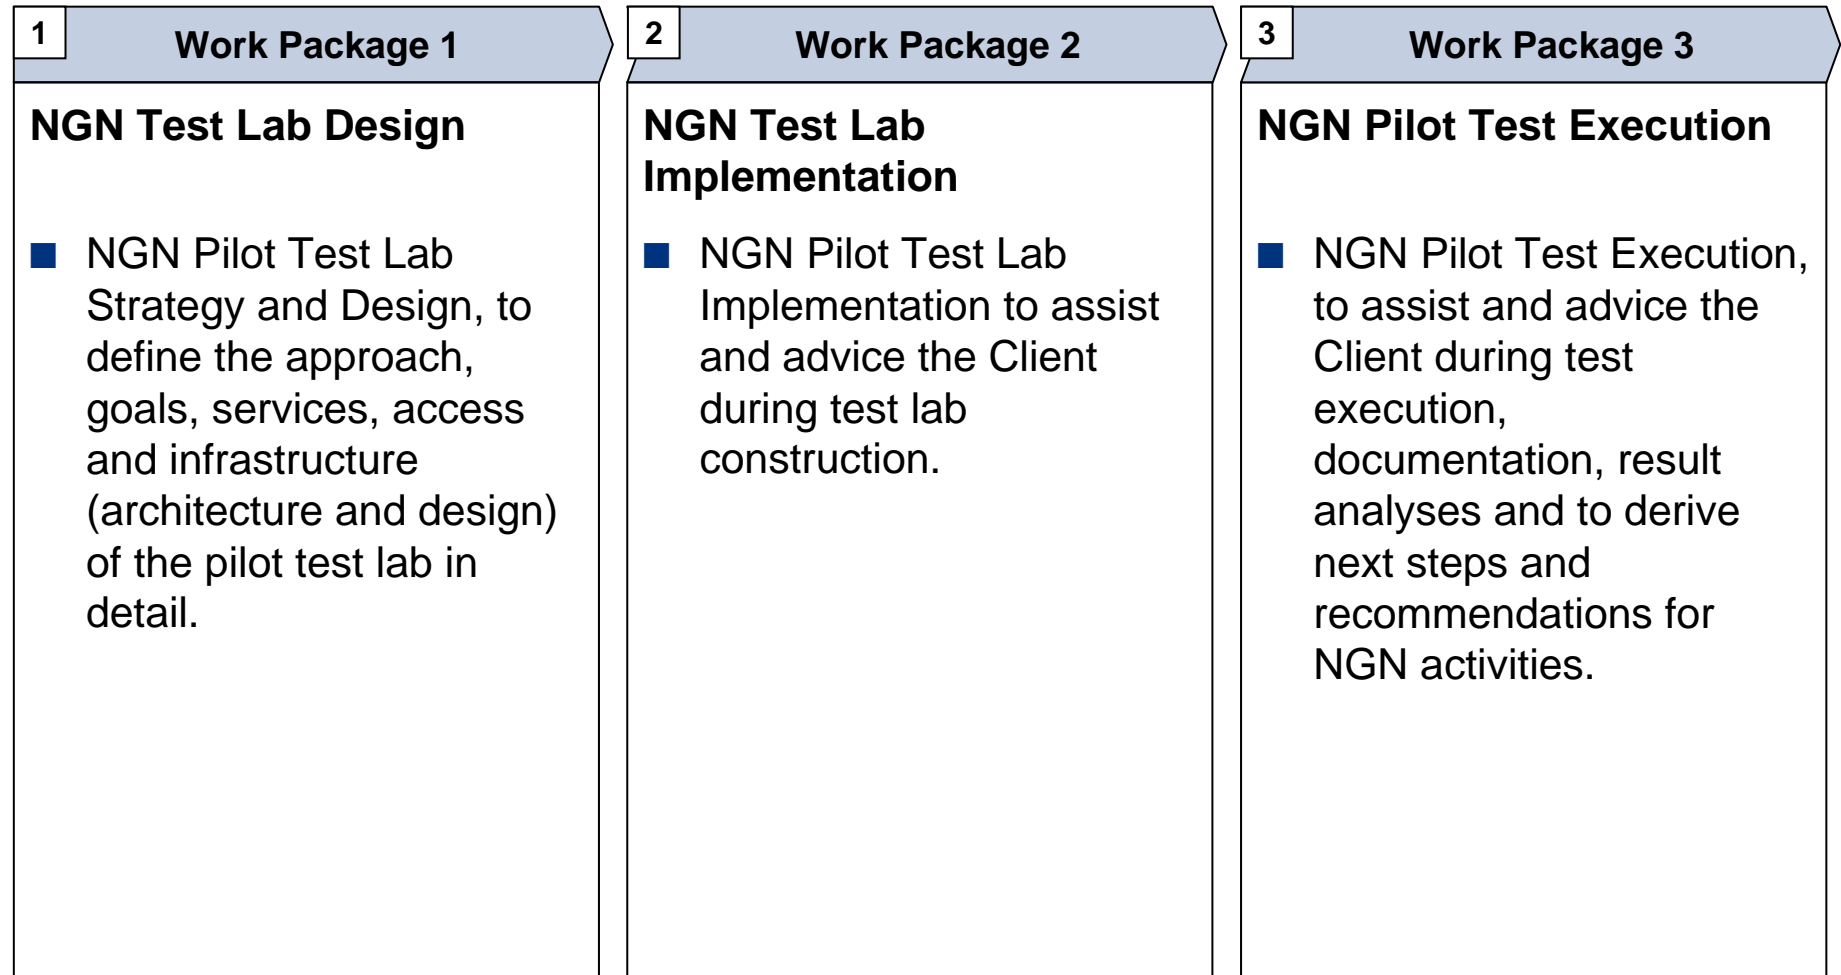 1
Work Package 1
NGN Test Lab Design
■ NGN Pilot Test Lab
Strategy and Design, to
define the approach,
goals, services, access
and infrastructure
(architecture and design)
of the pilot test lab in
detail.
2
Work Package 2
NGN Test Lab
Implementation
■ NGN Pilot Test Lab
Implementation to assist
and advice the Client
during test lab
construction.
3
Work Package 3
NGN Pilot Test Execution
■ NGN Pilot Test Execution,
to assist and advice the
Client during test
execution,
documentation, result
analyses and to derive
next steps and
recommendations for
NGN activities.